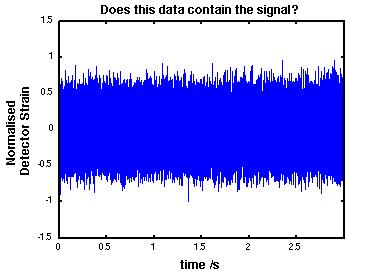 Does this data contain the signal?
1.5
1
0.5
0
-0.5
-1
-1.5
Normalised
Detector Strain
0 0.5 1 1.5 2 2.5
time /s